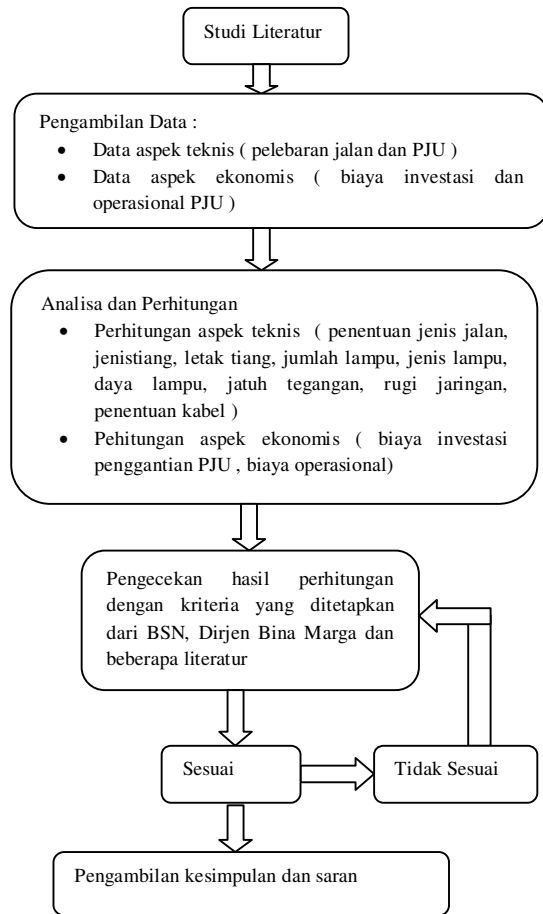 Studi Literatur
Pengambilan Data :
• Data aspek teknis ( pelebaran jalan dan PJU )
• Data aspek ekonomis ( biaya investasi dan
operasional PJU )
Analisa dan Perhitungan
• Perhitungan aspek teknis ( penentuan jenis jalan,
jenistiang, letak tiang, jumlah lampu, jenis lampu,
daya lampu, jatuh tegangan, rugi jaringan,
penentuan kabel )
• Pehitungan aspek ekonomis ( biaya investasi
penggantian PJU , biaya operasional)
Pengecekan hasil perhitungan
dengan kriteria yang ditetapkan
dari BSN, Dirjen Bina Marga dan
beberapa literatur
Sesuai
Tidak Sesuai
Pengambilan kesimpulan dan saran